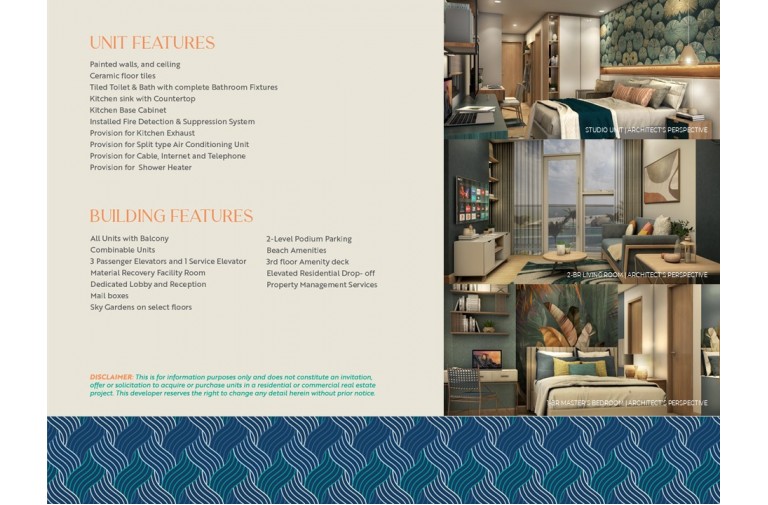 UNIT FEATURES
Painted walls, and ceiling
Ceramic floor tiles
Tiled Toilet & Bath with complete Bathroom Fixtures
Kitchen sink with Countertop
Kitchen Base Cabinet
Installed Fire Detection & Suppression System
Provision for Kitchen Exhaust
Provision for Split type Air Conditioning Unit
Provision for Cable, Internet and Telephone
Provision for Shower Heater
BUILDING FEATURES
All Units with Balcony
Combinable Units
3 Passenger Elevators and 1 Service Elevator
Material Recovery Facility Room
Dedicated Lobby and Reception
Mail boxes
Sky Gardens on select floors
2-Level Podium Parking
Beach Amenities
3rd floor Amenity deck
Elevated Residential Drop- off
Property Management Services
DISCLAIMER: This is for information purposes only and does not constitute an invitation,
offer or solicitation to acquire or purchase units in a residential or commercial real estate
project. This developer reserves the right to change any detail herein without prior notice.
STUDIO UNIT | ARCHITECT'S PERSPECTIVE
2-BR LIVING ROOM | ARCHITECT'S PERSPECTIVE
MASTER'S BEDROOM | ARCHITECT'S PERSPECTIVE